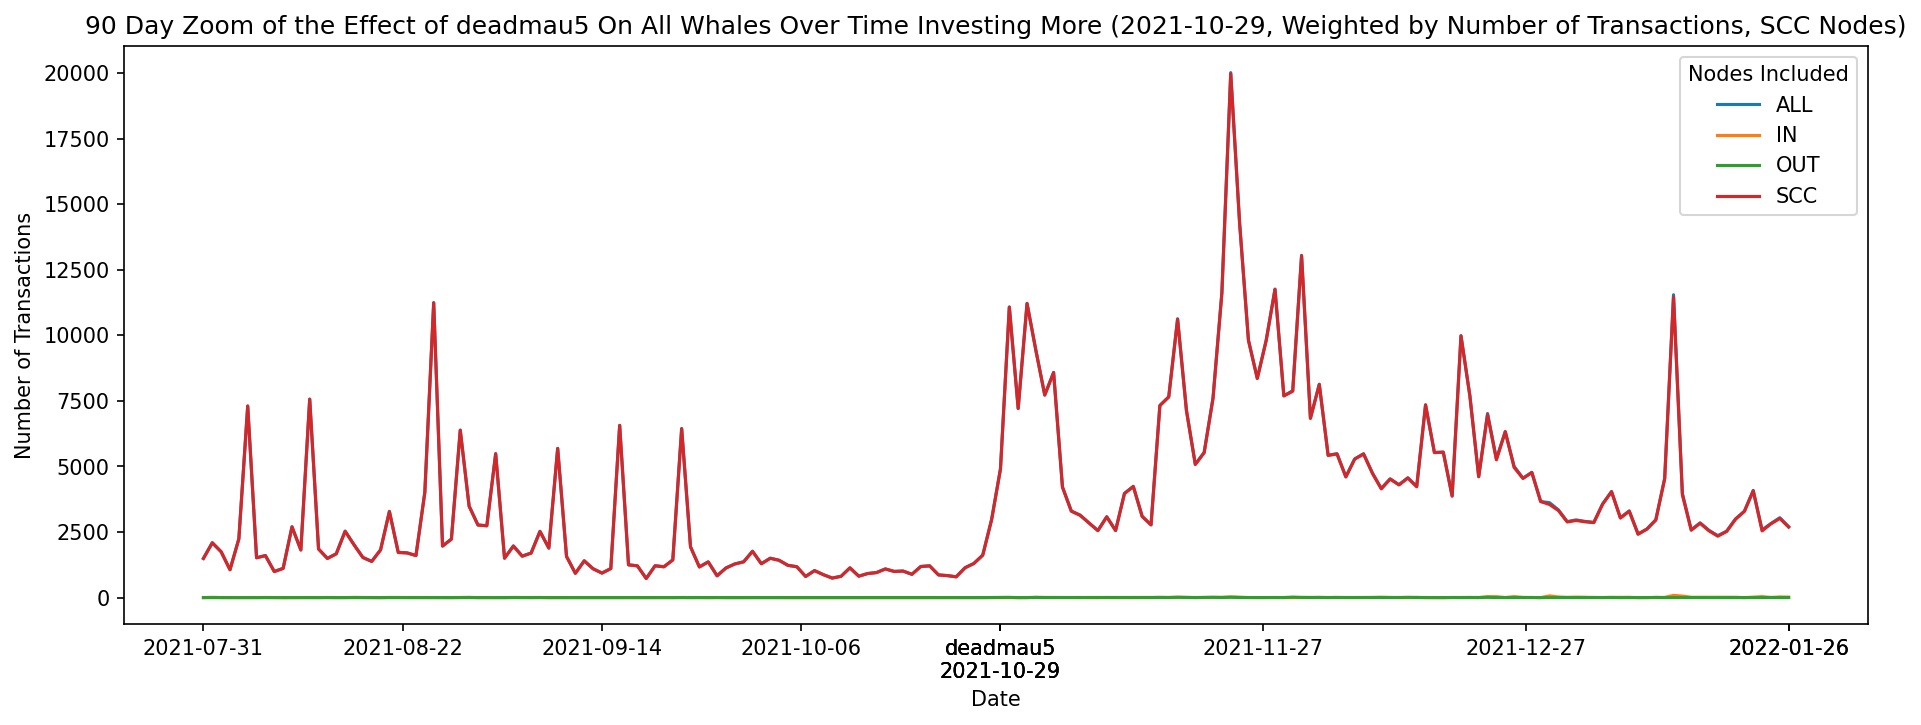 90 Day Zoom of the Effect of deadmau5 On All Whales Over Time Investing More (2021-10-29, Weighted by Number of Transactions, SCC Nodes)
Number of Transactions
20000
17500
15000
12500
10000
7500
5000
2500
0
Nodes Included
ALL
IN
OUT
SCC
2021-07-31
2021-08-22
2021-09-14
2021-10-06
deadmau5
2021-10-29
2021-11-27
2021-12-27
2022-01-26
Date